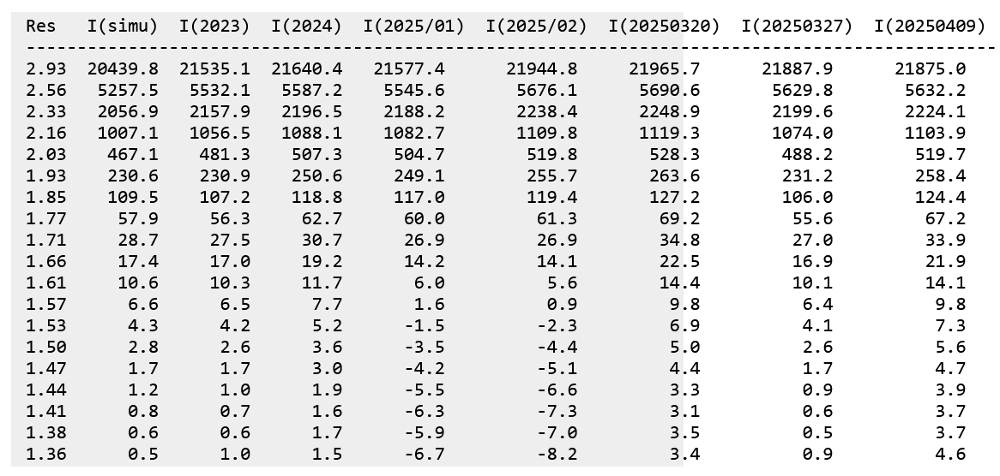 Res I(simu) I(2023) I(2024) I(2025/01) I(2025/02) I(20250320) I(20250327) I(20250409)
--------------------------------------------------------------------------------------------
2.93 20439.8 21535.1 21640.4 21577.4 21944.8 21965.7 21887.9 21875.0
2.56 5257.5 5532.1 5587.2 5545.6 5676.1 5690.6 5629.8 5632.2
2.33 2056.9 2157.9 2196.5 2188.2 2238.4 2248.9 2199.6 2224.1
2.16 1007.1 1056.5 1088.1 1082.7 1109.8 1119.3 1074.0 1103.9
2.03 467.1 481.3 507.3 504.7 519.8 528.3 488.2 519.7
1.93 230.6 230.9 250.6 249.1 255.7 263.6 231.2 258.4
1.85 109.5 107.2 118.8 117.0 119.4 127.2 106.0 124.4
1.77 57.9 56.3 62.7 60.0 61.3 69.2 55.6 67.2
1.71 28.7 27.5 30.7 26.9 26.9 34.8 27.0 33.9
1.66 17.4 17.0 19.2 14.2 14.1 22.5 16.9 21.9
1.61 10.6 10.3 11.7 6.0 5.6 14.4 10.1 14.1
1.57 6.6 6.5 7.7 1.6 0.9 9.8 6.4 9.8
1.53 4.3 4.2 5.2 -1.5 -2.3 6.9 4.1 7.3
1.50 2.8 2.6 3.6 -3.5 -4.4 5.0 2.6 5.6
1.47 1.7 1.7 3.0 -4.2 -5.1 4.4 1.7 4.7
1.44 1.2 1.0 1.9 -5.5 -6.6 3.3 0.9 3.9
1.41 0.8 0.7 1.6 -6.3 -7.3 3.1 0.6 3.7
1.38 0.6 0.6 1.7 -5.9 -7.0 3.5 0.5 3.7
1.36 0.5 1.0 1.5 -6.7 -8.2 3.4 0.9 4.6